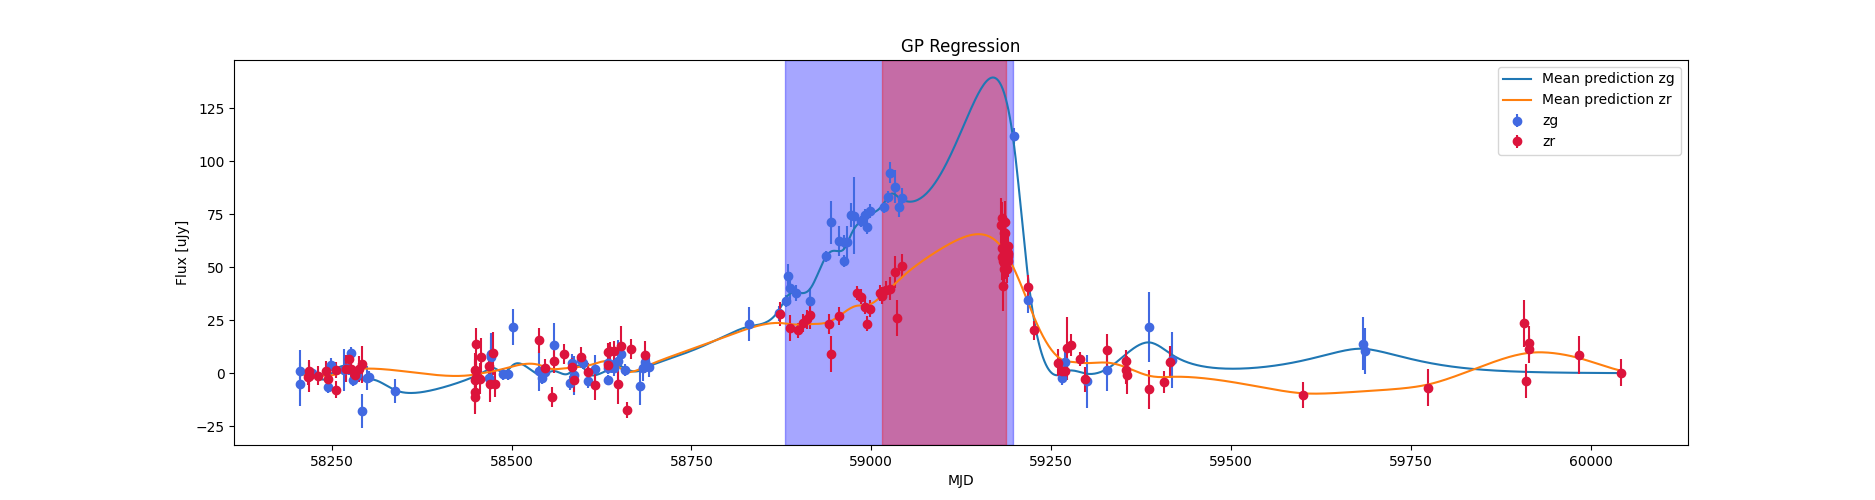 GP Regression
Mean prediction zg
Mean prediction zr
zg
zr
125
100
75
50
25
0
−25
Flux [uJy]
58250 58500 58750 59000 59250 59500 59750 60000
MJD